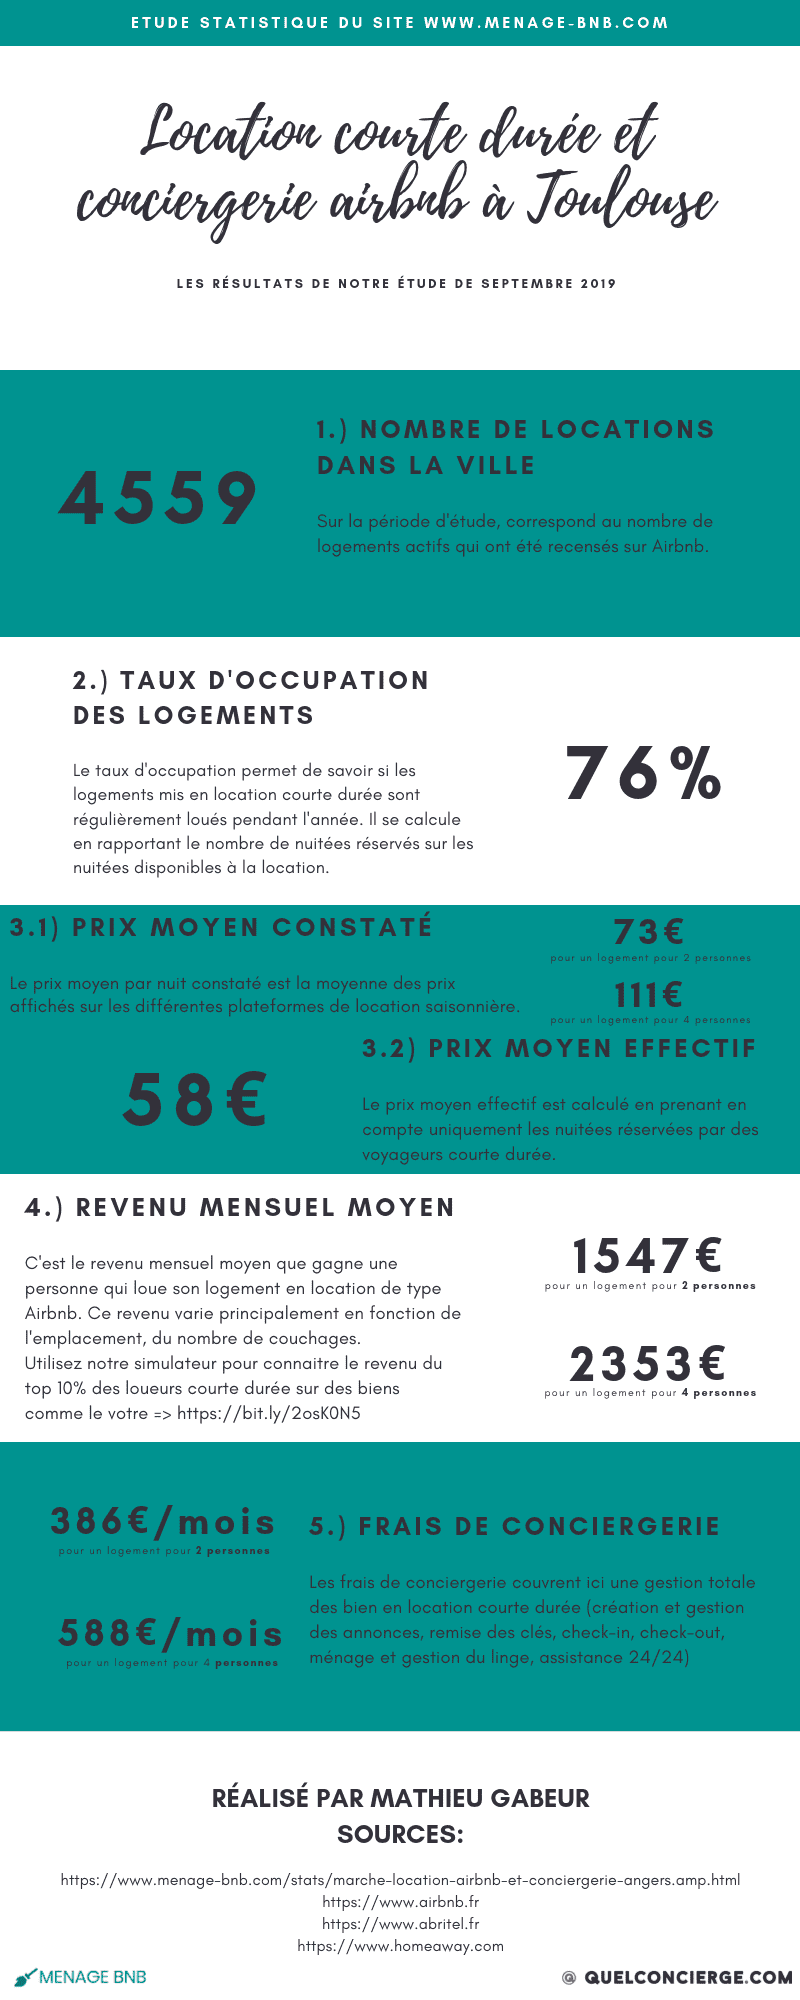 ETUDE STATISTIQUE DU SITE WWW.MENAGE-BNB.COM
Location courte durée et
conciergerie airbnb à Toulouse
LES RÉSULTATS DE NOTRE ÉTUDE DE SEPTEMBRE 2019
4559
1.) NOMBRE DE LOCATIONS
DANS LA VILLE
Sur la période d'étude, correspond au nombre de
logements actifs qui ont été recensés sur Airbnb.
2.) TAUX D'OCCUPATION
DES LOGEMENTS
Le taux d'occupation permet de savoir si les
logements mis en location courte durée sont
régulièrement loués pendant l'année. Il se calcule
en rapportant le nombre de nuitées réservés sur les
nuitées disponibles à la location.
76%
3.1) PRIX MOYEN CONSTATÉ
Le prix moyen par nuit constaté est la moyenne des prix
affichés sur les différentes plateformes de location saisonnière.
73€
pour un logement pour 2 personnes
111€
pour un logement pour 4 personnes
58€
3.2) PRIX MOYEN EFFECTIF
Le prix moyen effectif est calculé en prenant en
compte uniquement les nuitées réservées par des
voyageurs courte durée.
4.) REVENU MENSUEL MOYEN
C'est le revenu mensuel moyen que gagne une
personne qui loue son logement en location de type
Airbnb. Ce revenu varie principalement en fonction de
l'emplacement, du nombre de couchages.
Utilisez notre simulateur pour connaitre le revenu du
top 10% des loueurs courte durée sur des biens
comme le votre => https://bit.ly/2osK0N5
1547€
pour un logement pour 2 personnes
2353€
pour un logement pour 4 personnes
386€/mois
pour un logement pour 2 personnes
588€/mois
pour un logement pour 4 personnes
5.) FRAIS DE CONCIERGERIE
Les frais de conciergerie couvrent ici une gestion totale
des bien en location courte durée (création et gestion
des annonces, remise des clés, check-in, check-out,
ménage et gestion du linge, assistance 24/24)
RÉALISÉ PAR MATHIEU GABEUR
SOURCES:
https://www.menage-bnb.com/stats/marche-location-airbnb-et-conciergerie-angers.amp.html
https://www.airbnb.fr
https://www.abritel.fr
https://www.homeaway.com
MENAGE BNB
@ QUELCONCIERGE.COM